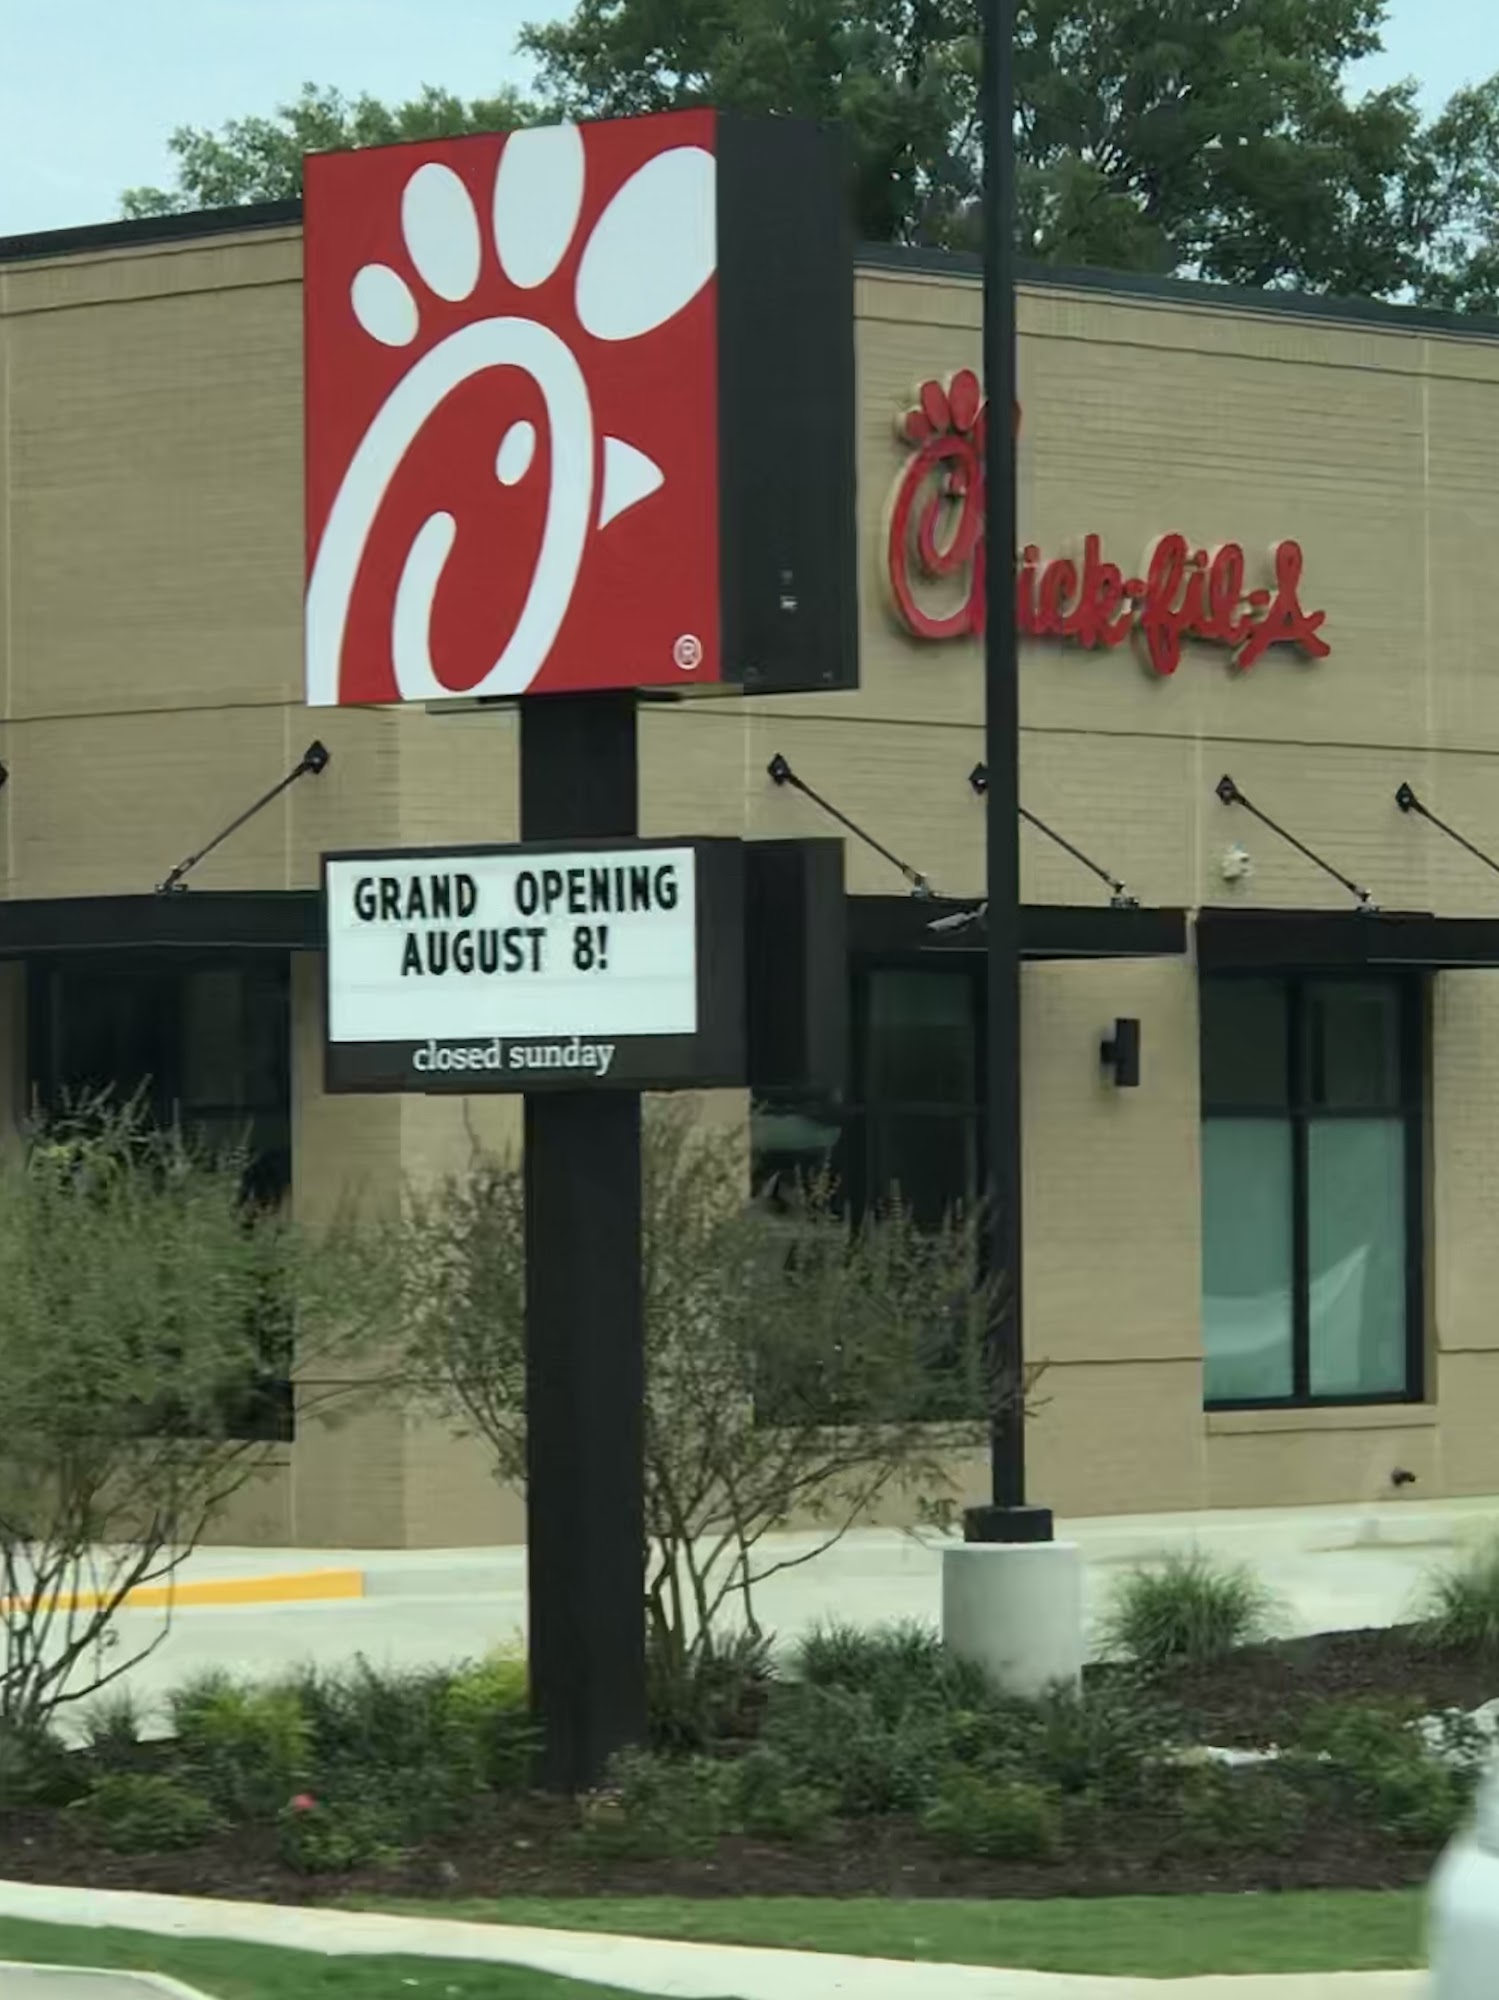 GRAND OPENING
AUGUST 8!
closed sunday
Chick-fil-A
®